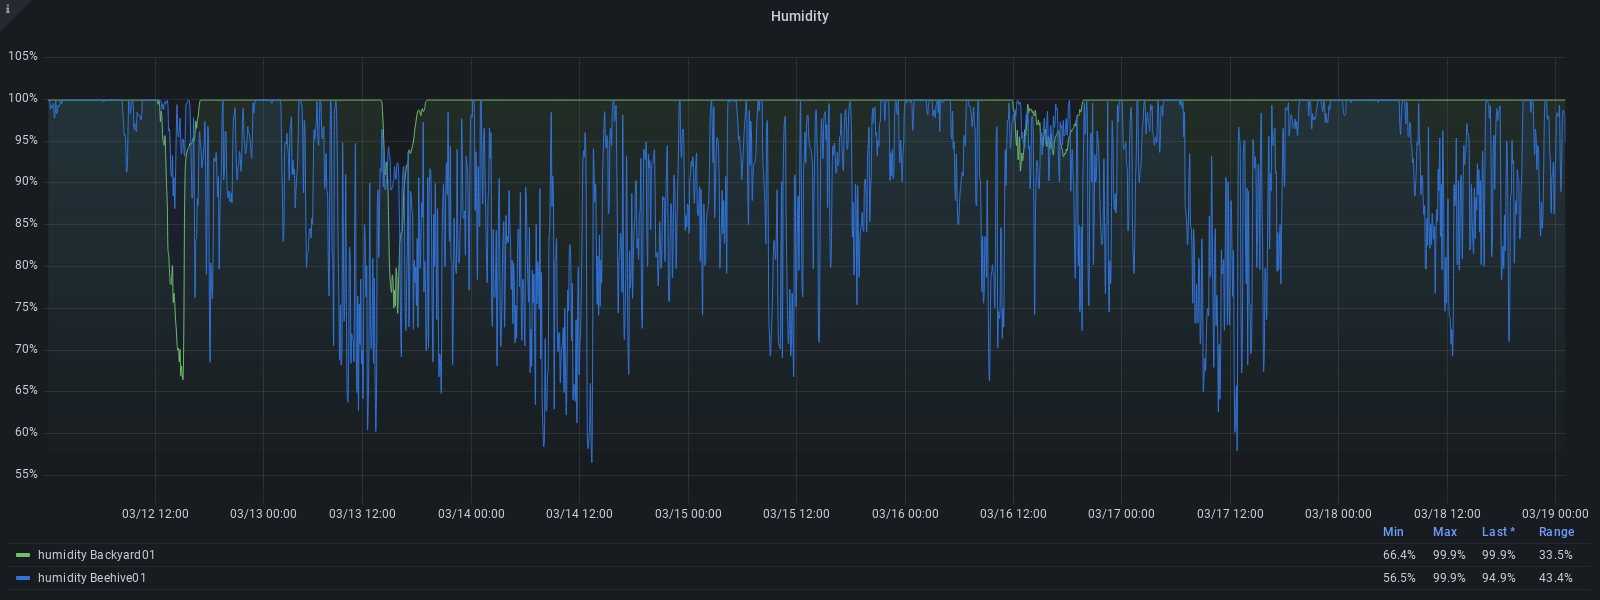 i
Humidity
105%
100%
95%
90%
85%
80%
75%
70%
65%
60%
55%
03/12 12:00 03/13 00:00 03/13 12:00 03/14 00:00 03/14 12:00 03/15 00:00 03/15 12:00 03/16 00:00 03/16 12:00 03/17 00:00 03/17 12:00 03/18 00:00 03/18 12:00 03/19 00:00
Min Max Last * Range
humidity Backyard01 66.4% 99.9% 99.9% 33.5%
humidity Beehive01 56.5% 99.9% 94.9% 43.4%